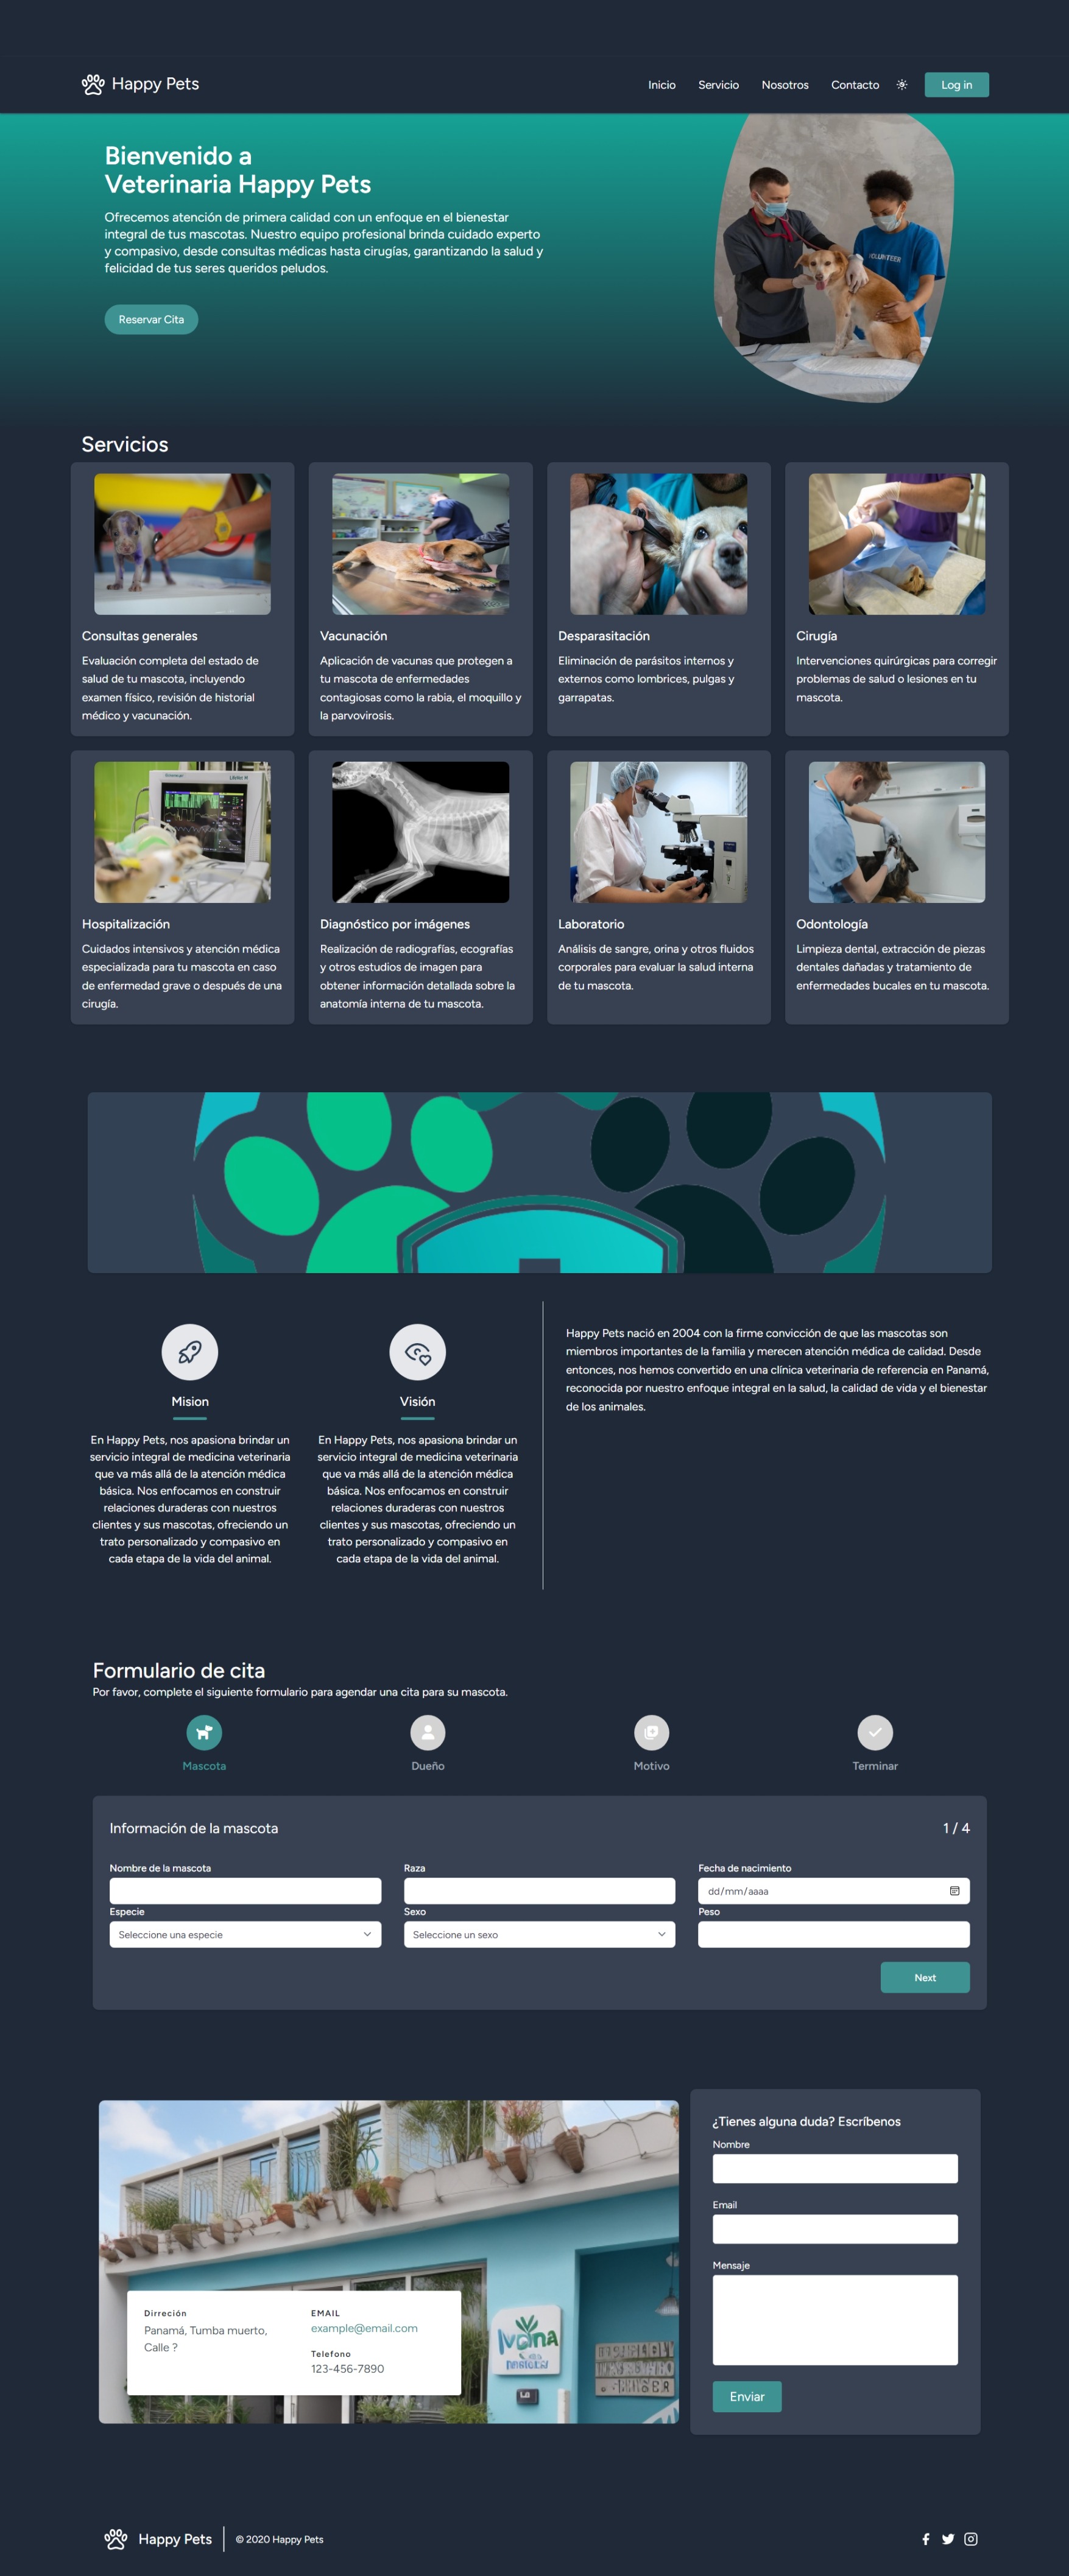 Happy Pets
Inicio
Servicio
Nosotros
Contacto
Log in
Bienvenido a
Veterinaria Happy Pets
Ofrecemos atención de primera calidad con un enfoque en el bienestar
integral de tus mascotas. Nuestro equipo profesional brinda cuidado experto
y compasivo, desde consultas médicas hasta cirugías, garantizando la salud y
felicidad de tus seres queridos peludos.
Reservar Cita
VOLUNTEER
Servicios
Consultas generales
Evaluación completa del estado de
salud de tu mascota, incluyendo
examen físico, revisión de historial
médico y vacunación.
Vacunación
Aplicación de vacunas que protegen a
tu mascota de enfermedades
contagiosas como la rabia, el moquillo y
la parvovirosis.
Desparasitación
Eliminación de parásitos internos y
externos como lombrices, pulgas y
garrapatas.
Cirugía
Intervenciones quirúrgicas para corregir
problemas de salud o lesiones en tu
mascota.
Hospitalización
Cuidados intensivos y atención médica
especializada para tu mascota en caso
de enfermedad grave o después de una
cirugía.
Diagnóstico por imágenes
Realización de radiografías, ecografías
y otros estudios de imagen para
obtener información detallada sobre la
anatomía interna de tu mascota.
Laboratorio
Análisis de sangre, orina y otros fluidos
corporales para evaluar la salud interna
de tu mascota.
Odontología
Limpieza dental, extracción de piezas
dentales dañadas y tratamiento de
enfermedades bucales en tu mascota.
Mision
En Happy Pets, nos apasiona brindar un
servicio integral de medicina veterinaria
que va más allá de la atención médica
básica. Nos enfocamos en construir
relaciones duraderas con nuestros
clientes y sus mascotas, ofreciendo un
trato personalizado y compasivo en
cada etapa de la vida del animal.
Visión
En Happy Pets, nos apasiona brindar un
servicio integral de medicina veterinaria
que va más allá de la atención médica
básica. Nos enfocamos en construir
relaciones duraderas con nuestros
clientes y sus mascotas, ofreciendo un
trato personalizado y compasivo en
cada etapa de la vida del animal.
Happy Pets nació en 2004 con la firme convicción de que las mascotas son
miembros importantes de la familia y merecen atención médica de calidad. Desde
entonces, nos hemos convertido en una clínica veterinaria de referencia en Panamá,
reconocida por nuestro enfoque integral en la salud, la calidad de vida y el bienestar
de los animales.
Formulario de cita
Por favor, complete el siguiente formulario para agendar una cita para su mascota.
Mascota
Dueño
Motivo
Terminar
Información de la mascota
1 / 4
Nombre de la mascota
Raza
Fecha de nacimiento
dd/mm/aaaa
Especie
Sexo
Peso
Seleccione una especie
Seleccione un sexo
Next
Dirreción
Panamá, Tumba muerto,
Calle ?
EMAIL
example@email.com
Telefono
123-456-7890
¿Tienes alguna duda? Escríbenos
Nombre
Email
Mensaje
Enviar
Happy Pets
© 2020 Happy Pets